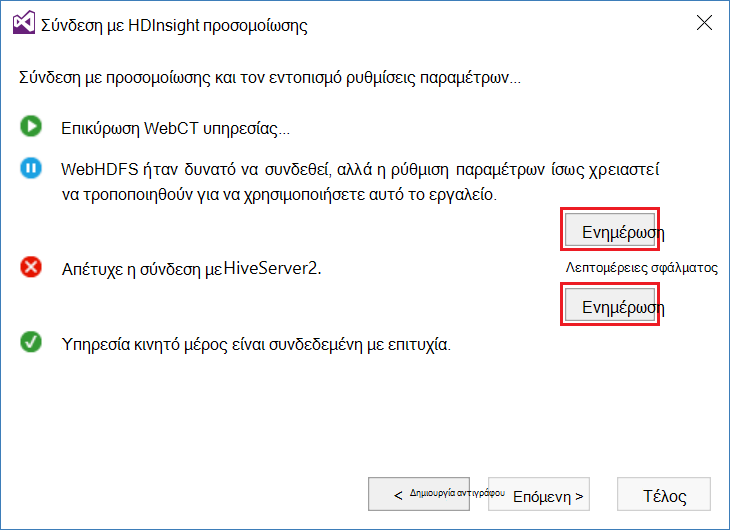 Σύνδεση με HDInsight προσομοίωσης
Σύνδεση με προσομοίωσης και τον εντοπισμό ρυθμίσεις παραμέτρων...
Επικύρωση WebCT υπηρεσίας...
WebHDFS ήταν δυνατό να συνδεθεί, αλλά η ρύθμιση παραμέτρων ίσως χρειαστεί
να τροποποιηθούν για να χρησιμοποιήσετε αυτό το εργαλείο.
Ενημέρωση
Απέτυχε η σύνδεση με HiveServer2.
Λεπτομέρειες σφάλματος
Ενημέρωση
Υπηρεσία κινητό μέρος είναι συνδεδεμένη με επιτυχία.
< Δημιουργία αντιγράφου Επόμενη > Τέλος